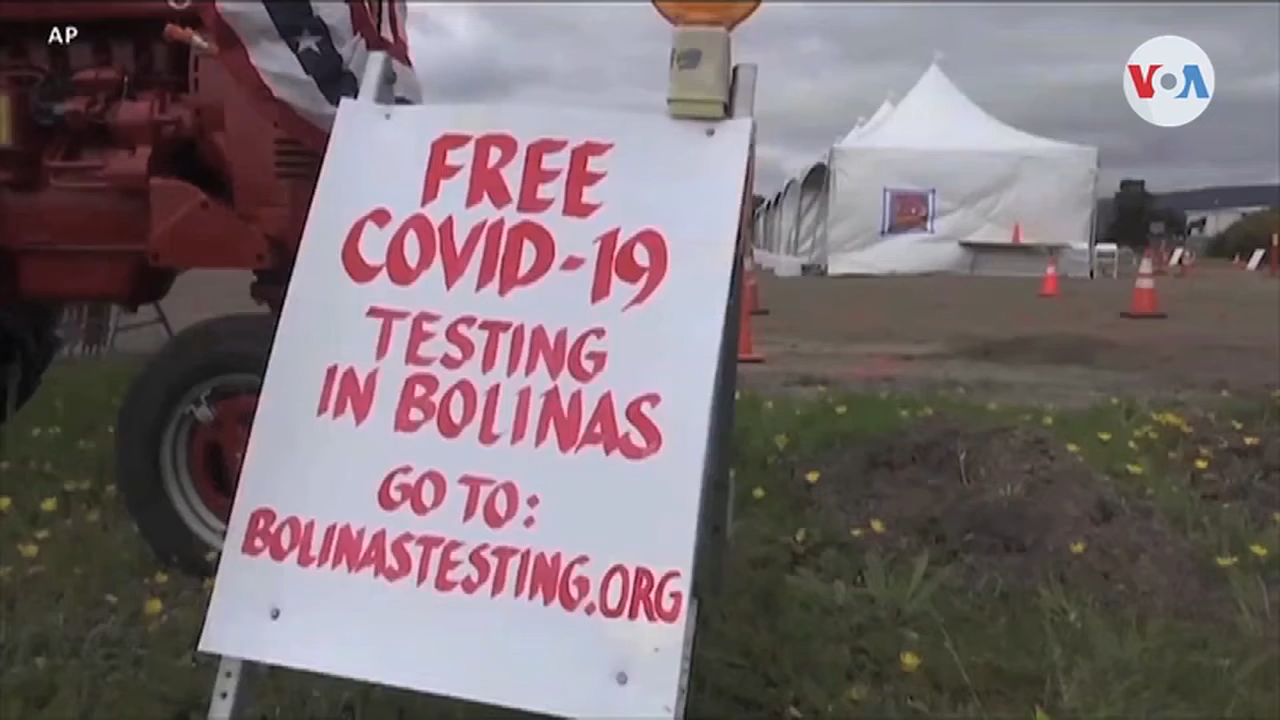 AP
VOA
FREE
COVID-19
TESTING
IN BOLINAS
GO TO:
BOLINASTESTING.ORG